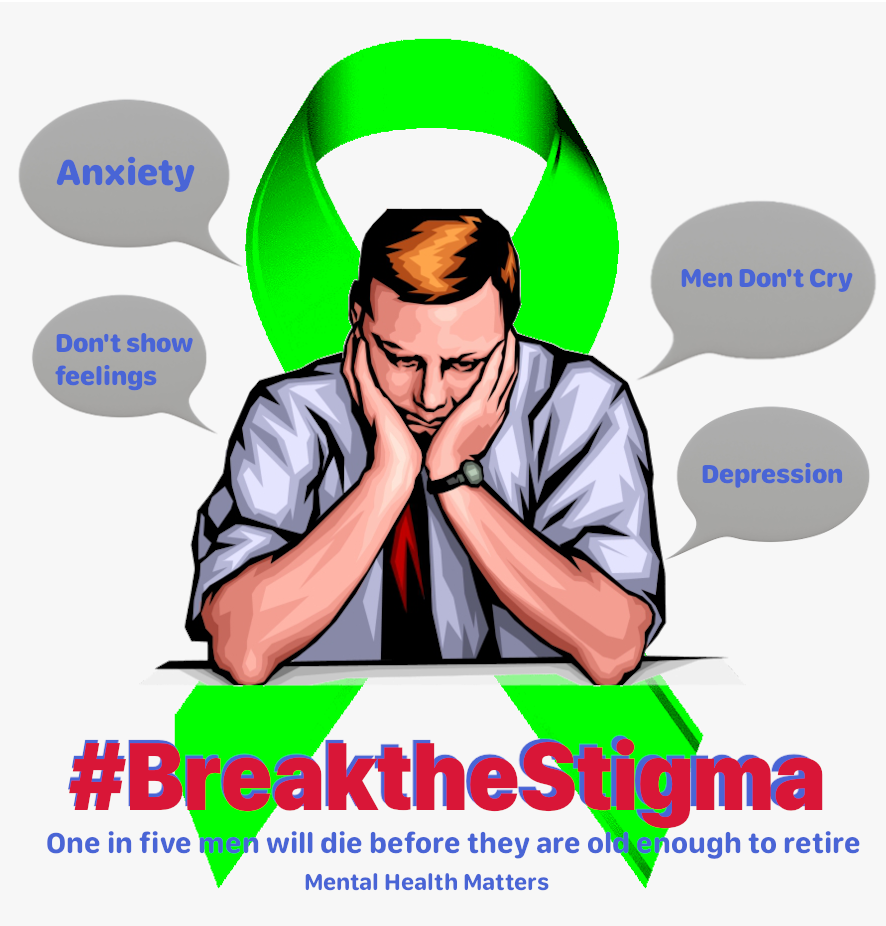 Anxiety
Men Don't Cry
Don't show
feelings
Depression
#BreaktheStigma
One in five men will die before they are old enough to retire
Mental Health Matters